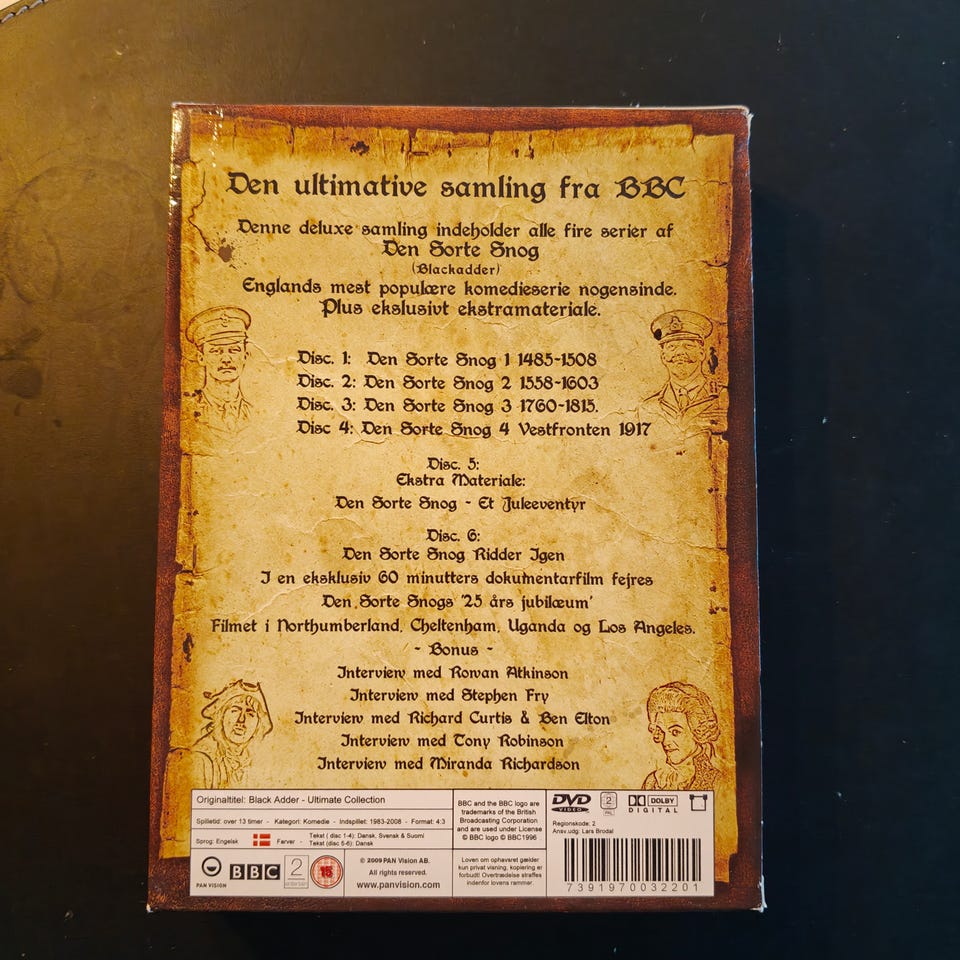 Den ultimative samling fra BBC
Denne deluxe samling indeholder alle fire serier af
Den Sorte Snog
(Blackadder)
Englands mest populære komedieserie nogensinde.
Plus ekslusivt ekstramateriale.
Disc. 1: Den Sorte Snog 1 1485-1508
Disc. 2: Den Sorte Snog 2 1558-1603
Disc. 3: Den Sorte Snog 3 1760-1815.
Disc 4: Den Sorte Snog 4 Vestfronten 1917
Disc. 5:
Ekstra Materiale:
Den Sorte Snog - Et Juleeventyr
Disc. 6:
Den Sorte Snog Ridder Igen
I en eksklusiv 60 minutters dokumentarfilm fejres
Den Sorte Snogs '25 års jubilæum'
Filmet i Northumberland, Cheltenham, Uganda og Los Angeles.
- Bonus -
Interview med Rowan Atkinson
Interview med Stephen Fry
Interview med Richard Curtis & Ben Elton
Interview med Tony Robinson
Interview med Miranda Richardson
Originaltitel: Black Adder - Ultimate Collection
Spilletid: over 13 timer - Kategori: Komedie - Indspillet: 1983-2008 - Format: 4:3
Sprog: Engelsk Farver - Tekst ( disc 1-4): Dansk, Svensk & Suomi
Tekst (disc 5-6): Dansk
PAN VISION
BBC
2
15
© 2009 PAN Vision AB.
All rights reserved.
www.panvision.com
BBC and the BBC logo are
trademarks of the British
Broadcasting Corporation
and are used under License
© BBC logo © BBC1996
Loven om ophavsret gælder
kun privat visning, kopiering er
forbudt! Overtrædelse straffes
indenfor lovens rammer.
DVD
VIDEO
2
PAL
DOLBY
DIGITAL
Regionskode: 2
Ansv.udg: Lars Brodal
7391970032201